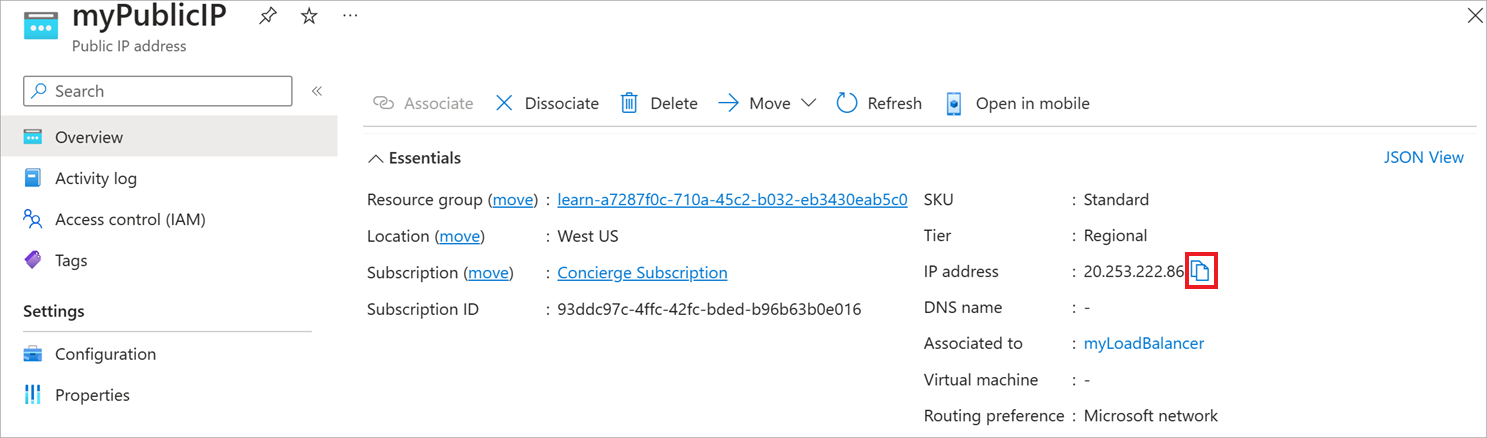 myPublicIP
Public IP address
Search
Overview
Activity log
Access control (IAM)
Tags
Settings
Configuration
Properties
Associate Dissociate Delete Move Refresh Open in mobile
Essentials JSON View
Resource group (move) : learn-a7287f0c-710a-45c2-b032-eb3430eab5c0
Location (move) : West US
Subscription (move) : Concierge Subscription
Subscription ID : 93ddc97c-4ffc-42fc-bded-b96b63b0e016
SKU : Standard
Tier : Regional
IP address : 20.253.222.86
DNS name : -
Associated to : myLoadBalancer
Virtual machine : -
Routing preference : Microsoft network